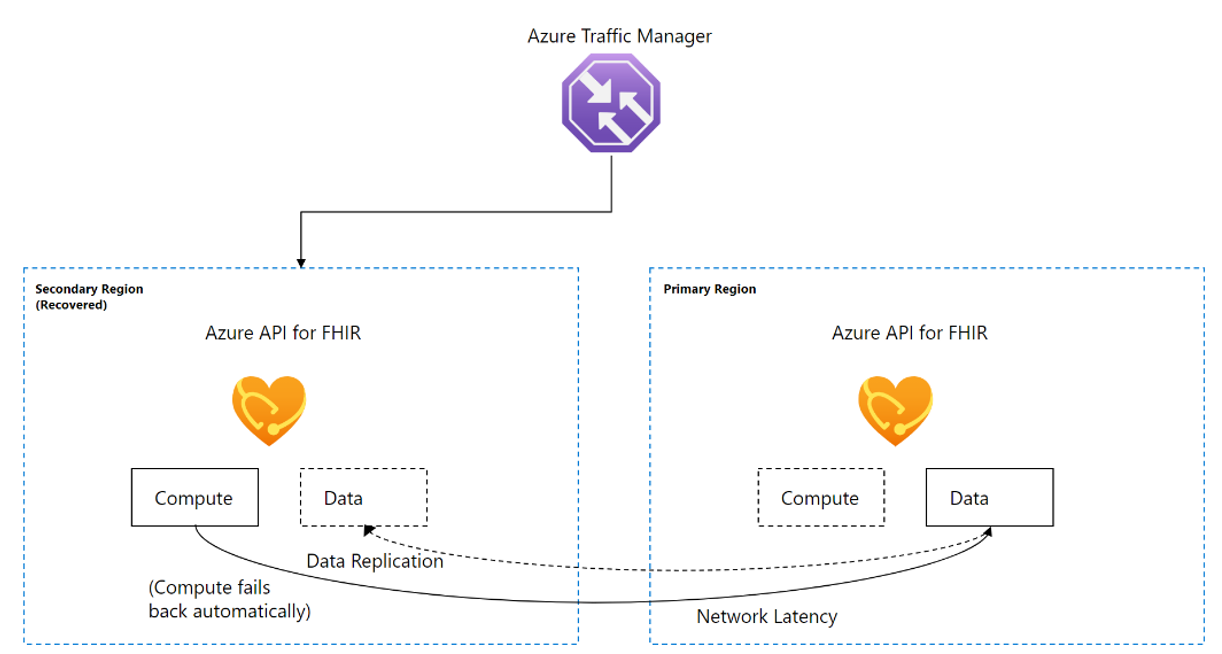 Azure Traffic Manager
Secondary Region
(Recovered)
Azure API for FHIR
Compute
Data
Data Replication
(Compute fails
back automatically)
Primary Region
Azure API for FHIR
Compute
Data
Network Latency